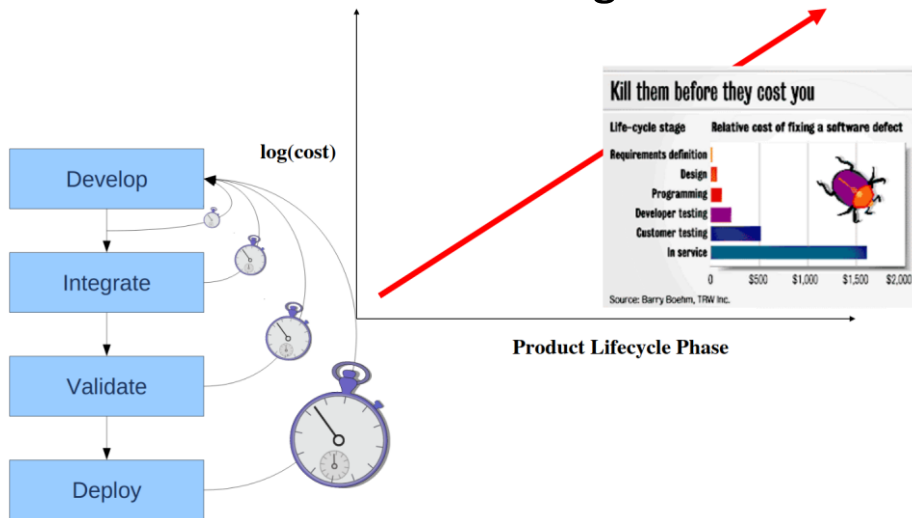 Develop
Integrate
Validate
Deploy
log(cost)
Product Lifecycle Phase
Kill them before they cost you
Life-cycle stage Relative cost of fixing a software defect
Requirements definition
Design
Programming
Developer testing
Customer testing
In service
0 $500 $1,000 $1,500 $2,000
Source: Barry Boehm, TRW Inc.